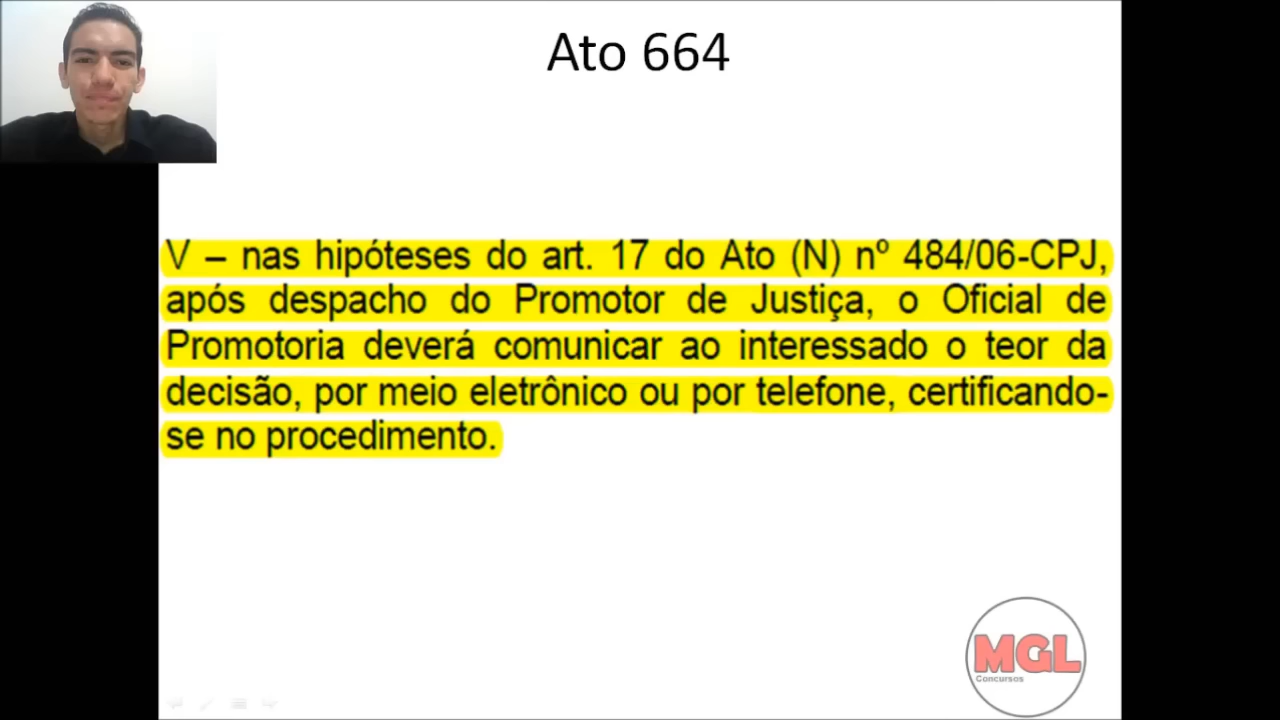 Ato 664
V – nas hipóteses do art. 17 do Ato (N) nº 484/06-CPJ,
após despacho do Promotor de Justiça, o Oficial de
Promotoria deverá comunicar ao interessado o teor da
decisão, por meio eletrônico ou por telefone, certificando-
se no procedimento.
MGL
Concursos